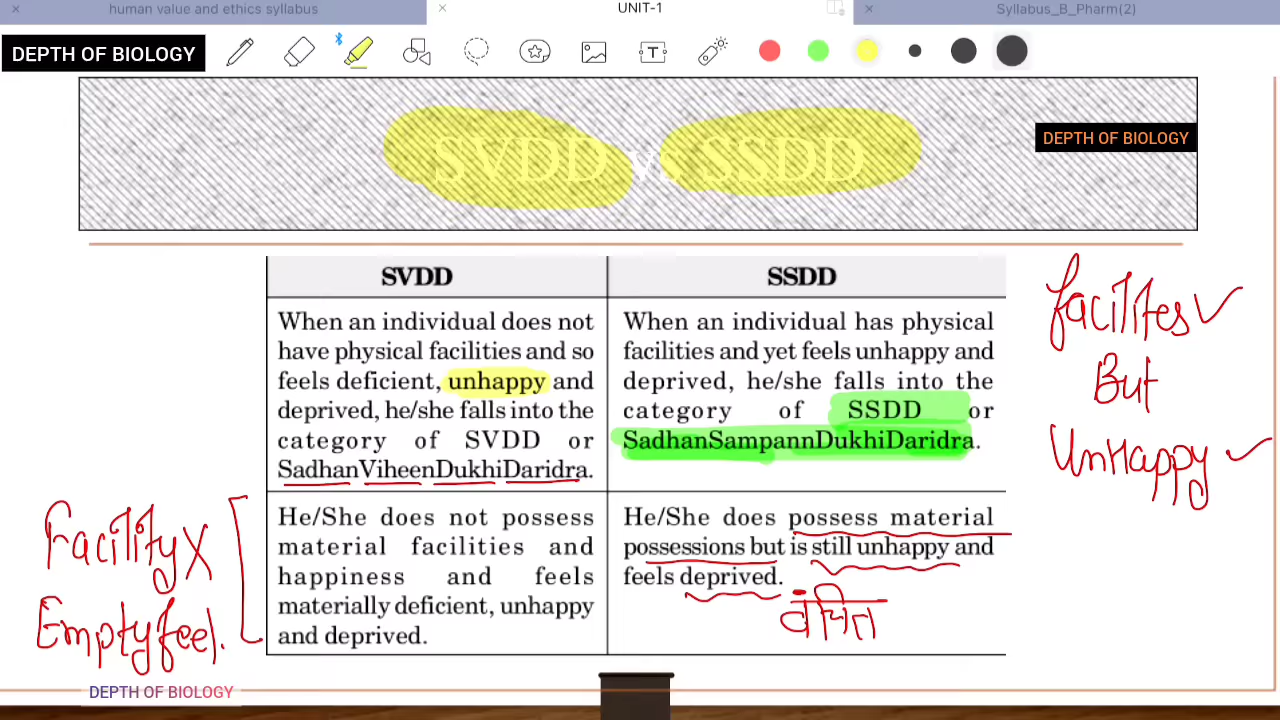 human value and ethics syllabus
UNIT-1
Syllabus_B_Pharm(2)
DEPTH OF BIOLOGY
T
DEPTH OF BIOLOGY
SVDD vs SSDD
SVDD
When an individual does not
have physical facilities and so
feels deficient, unhappy and
deprived, he/she falls into the
category of SVDD or
SadhanViheenDukhiDaridra.
He/She does not possess
material facilities and
happiness and feels
materially deficient, unhappy
and deprived.
SSDD
When an individual has physical
facilities and yet feels unhappy and
deprived, he/she falls into the
category of SSDD or
SadhanSampannDukhiDaridra.
He/She does possess material
possessions but is still unhappy and
feels deprived.
वंचित
facilites
But
UnHappy
Facility X
Empty feel.
DEPTH OF BIOLOGY